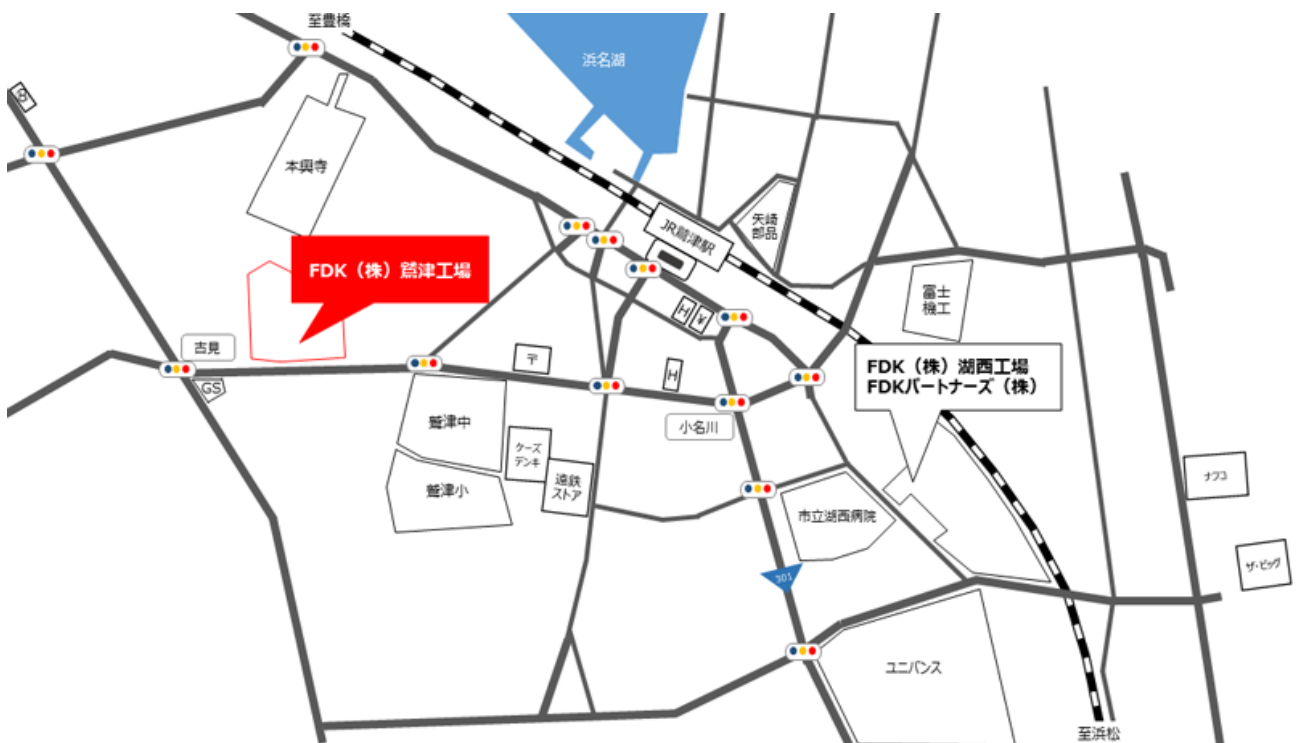 至豊橋
浜名湖
本興寺
JR鷲津駅
矢崎
部品
FDK(株)鷲津工場
富士
機工
H
¥
古見
GS
〒
H
FDK(株)湖西工場
FDKパートナーズ(株)
小名川
鷲津中
ケーズ
デンキ
遠鉄
ストア
鷲津小
市立湖西病院
ナフコ
ザ・ビッグ
301
ユニバンス
至浜松